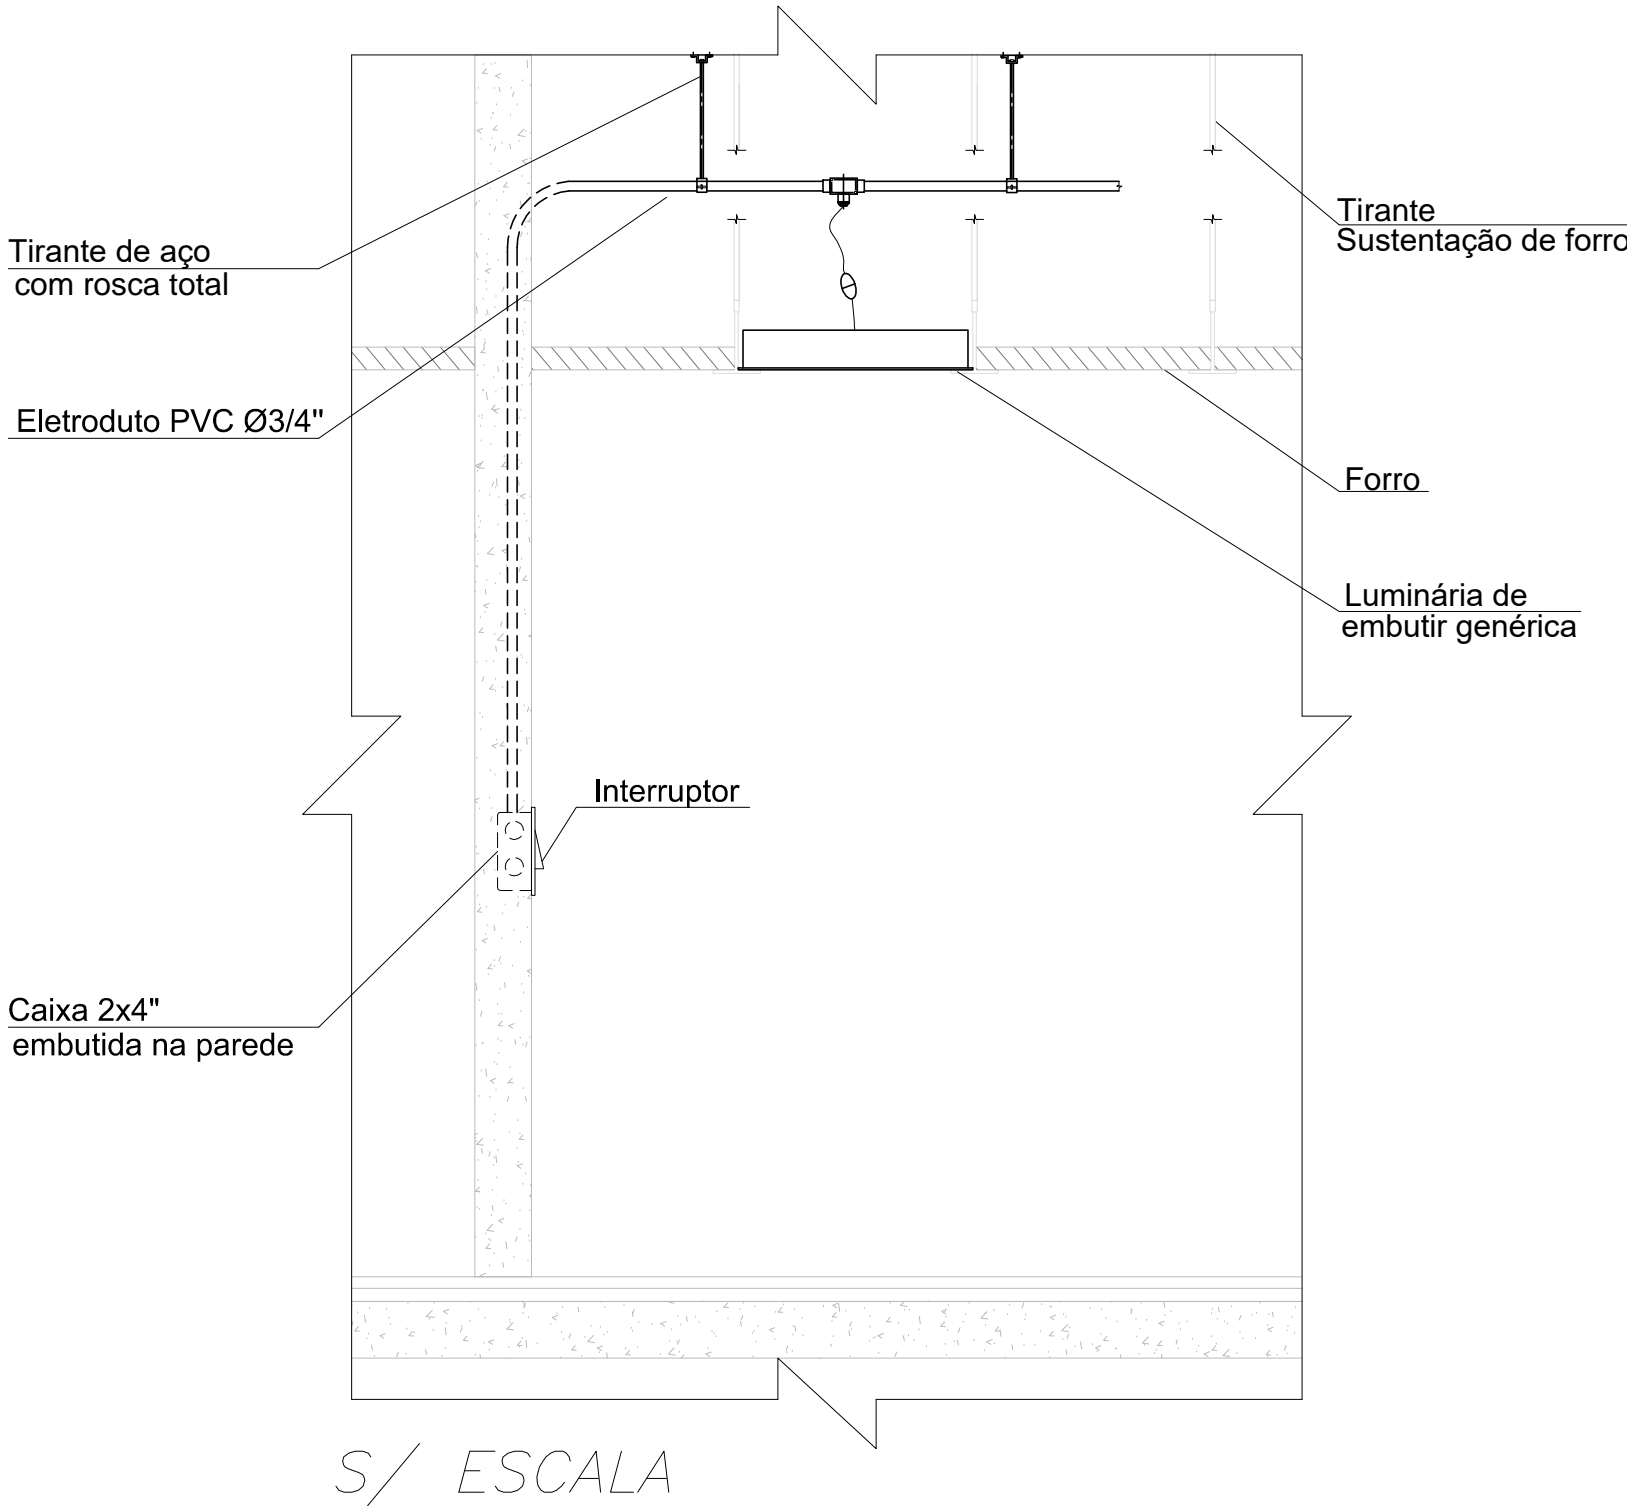 Tirante de aço
com rosca total
Tirante
Sustentação de forro
Eletroduto PVC Ø3/4"
Forro
Luminária de
embutir genérica
Interruptor
Caixa 2x4"
embutida na parede
S/ ESCALA